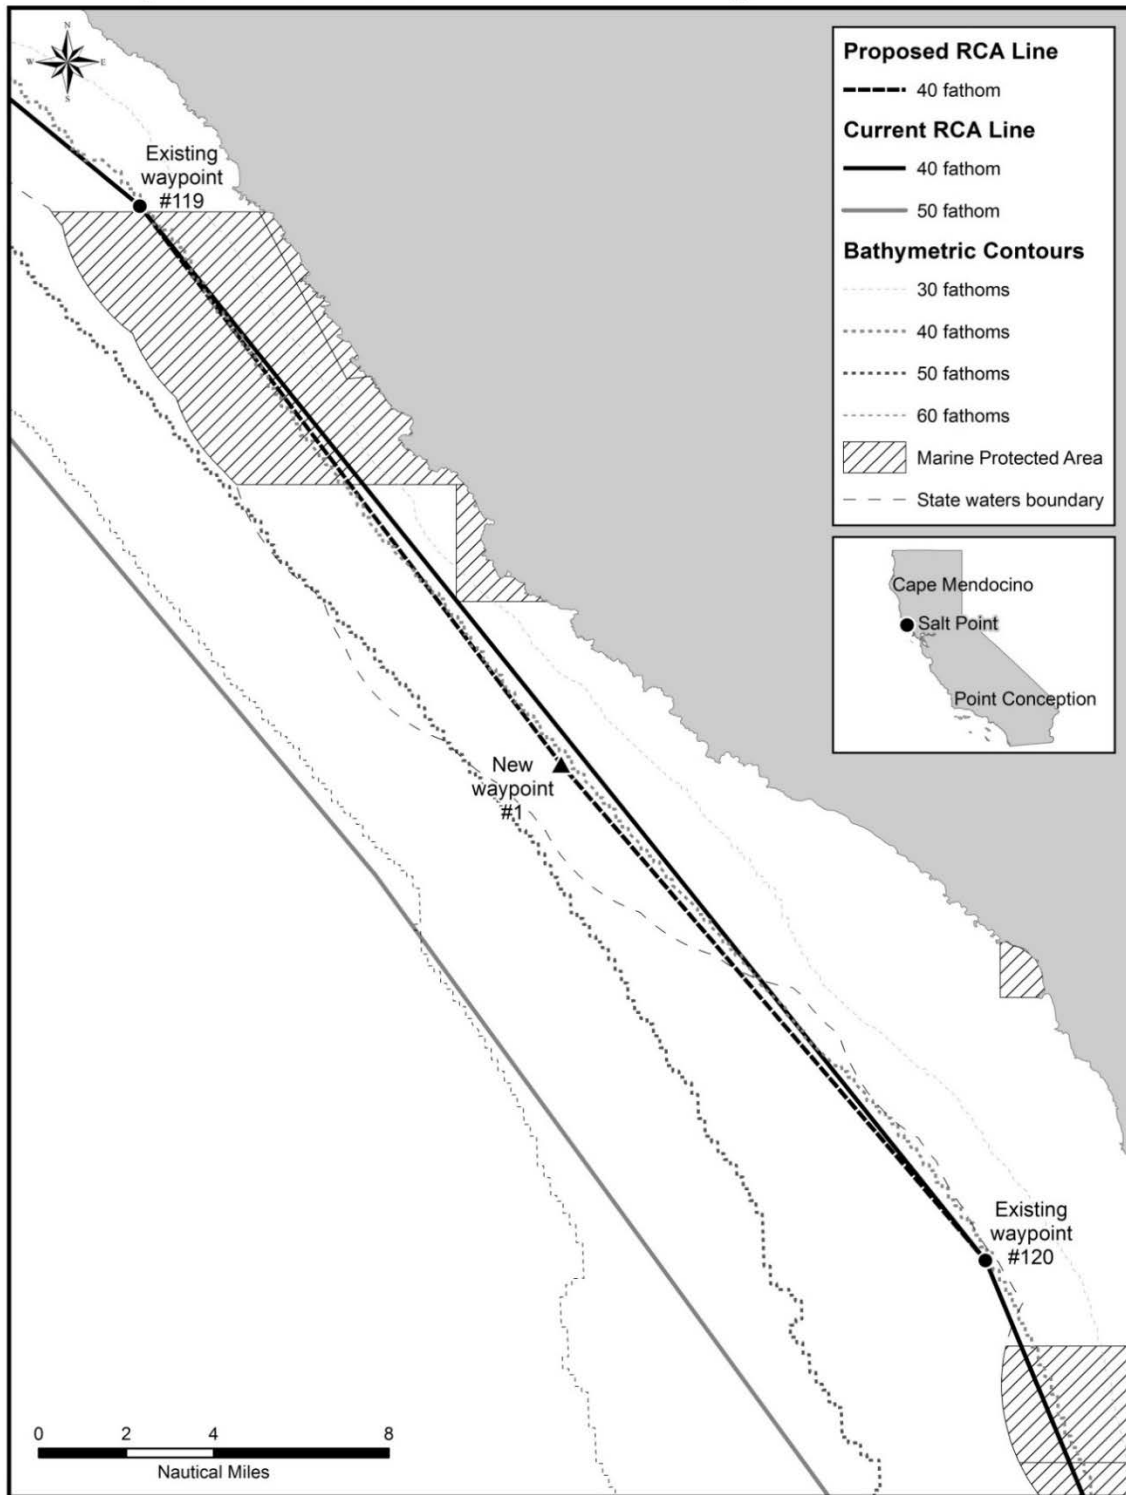 N
W E
S
Existing
waypoint
#119
New
waypoint
#1
Existing
waypoint
#120
Proposed RCA Line
40 fathom
Current RCA Line
40 fathom
50 fathom
Bathymetric Contours
30 fathoms
40 fathoms
50 fathoms
60 fathoms
Marine Protected Area
State waters boundary
Cape Mendocino
Salt Point
Point Conception
0 2 4 8
Nautical Miles